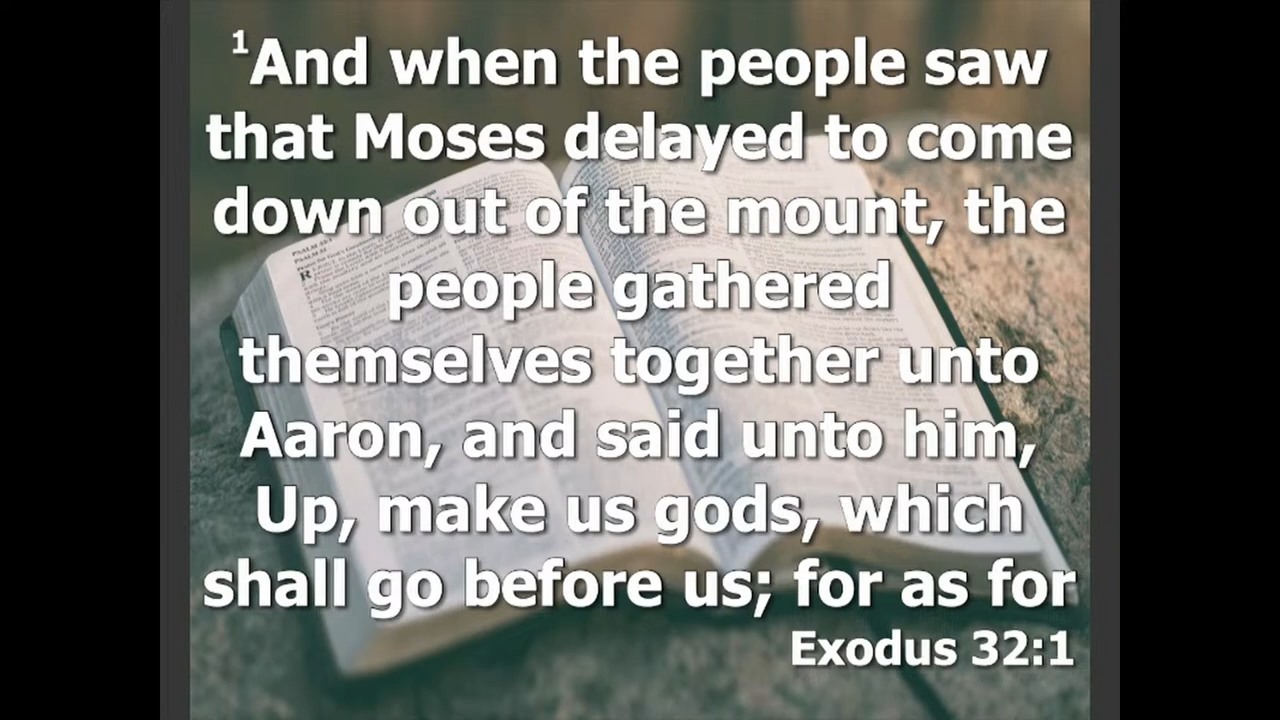 1And when the people saw
that Moses delayed to come
down out of the mount, the
people gathered
themselves together unto
Aaron, and said unto him,
Up, make us gods, which
shall go before us; for as for
Exodus 32:1